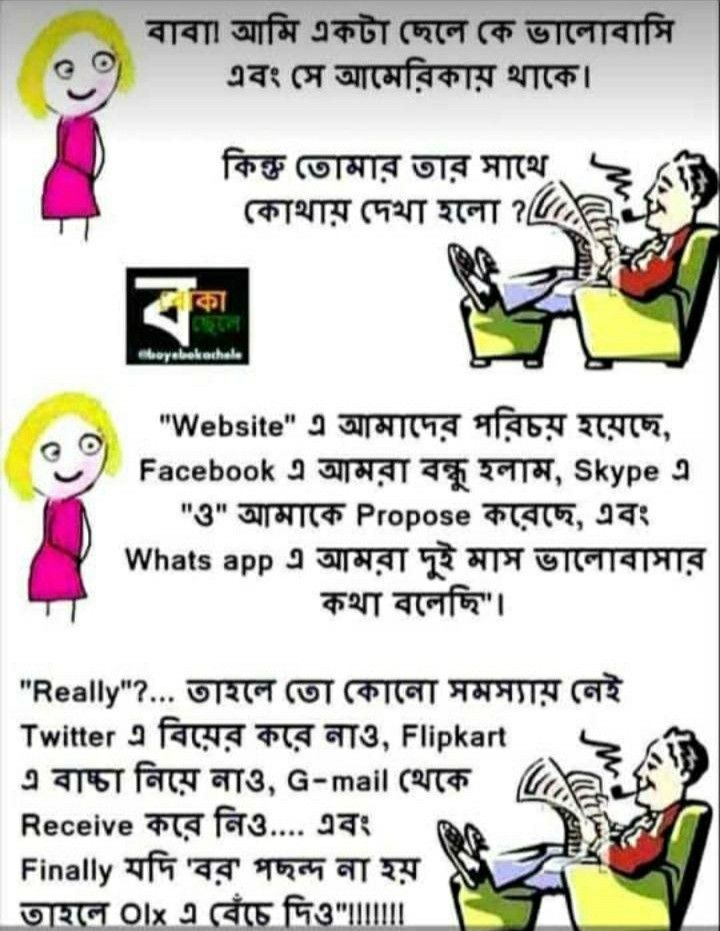 বাবা! আমি একটা ছেলে কে ভালোবাসি
এবং সে আমেরিকায় থাকে।
কিন্তু তোমার তার সাথে
কোথায় দেখা হলো ?
ব
বোকা
ছেলে
@boyebokachele
"Website" এ আমাদের পরিচয় হয়েছে,
Facebook এ আমরা বন্ধু হলাম, Skype এ
"ও" আমাকে Propose করেছে, এবং
Whats app এ আমরা দুই মাস ভালোবাসার
কথা বলেছি"।
"Really"?... তাহলে তো কোনো সমস্যায় নেই
Twitter এ বিয়ের করে নাও, Flipkart
এ বাচ্চা নিয়ে নাও, G-mail থেকে
Receive করে নিও.... এবং
Finally যদি 'বর' পছন্দ না হয়
তাহলে Olx এ বেঁচে দিও"!!!!!!!